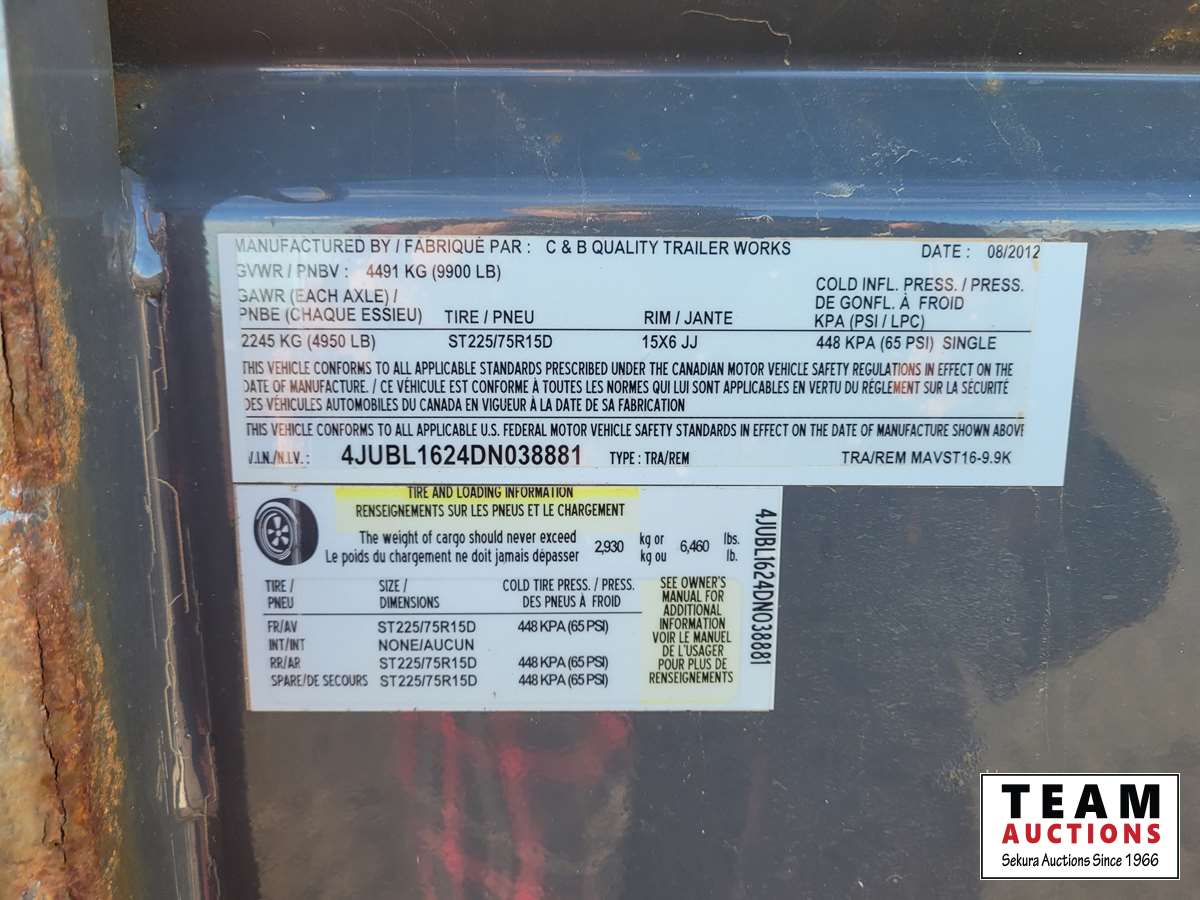 MANUFACTURED BY / FABRIQUÉ PAR : C & B QUALITY TRAILER WORKS DATE : 08/2012
GVWR / PNBV : 4491 KG (9900 LB)
GAWR (EACH AXLE) /
PNBE (CHAQUE ESSIEU) TIRE / PNEU RIM / JANTE COLD INFL. PRESS. / PRESS. DE GONFL. À FROID KPA (PSI / LPC)
2245 KG (4950 LB) ST225/75R15D 15X6 JJ 448 KPA (65 PSI) SINGLE
THIS VEHICLE CONFORMS TO ALL APPLICABLE STANDARDS PRESCRIBED UNDER THE CANADIAN MOTOR VEHICLE SAFETY REGULATIONS IN EFFECT ON THE
DATE OF MANUFACTURE. / CE VÉHICULE EST CONFORME À TOUTES LES NORMES QUI LUI SONT APPLICABLES EN VERTU DU RÉGLEMENT SUR LA SÉCURITÉ
DES VÉHICULES AUTOMOBILES DU CANADA EN VIGUEUR À LA DATE DE SA FABRICATION
THIS VEHICLE CONFORMS TO ALL APPLICABLE U.S. FEDERAL MOTOR VEHICLE SAFETY STANDARDS IN EFFECT ON THE DATE OF MANUFACTURE SHOWN ABOVE
V.I.N./N.I.V.: 4JUBL1624DN038881 TYPE : TRA/REM TRA/REM MAVST16-9.9K
TIRE AND LOADING INFORMATION
RENSEIGNEMENTS SUR LES PNEUS ET LE CHARGEMENT
The weight of cargo should never exceed 2,930 kg or 6,460 lbs.
Le poids du chargement ne doit jamais dépasser kg ou lb.
TIRE / SIZE / COLD TIRE PRESS. / PRESS.
PNEU DIMENSIONS DES PNEUS À FROID
FR/AV ST225/75R15D 448 KPA (65 PSI)
INT/INT NONE/AUCUN
RR/AR ST225/75R15D 448 KPA (65 PSI)
SPARE/DE SECOURS ST225/75R15D 448 KPA (65 PSI)
SEE OWNER'S
MANUAL FOR
ADDITIONAL
INFORMATION
VOIR LE MANUEL
DE L'USAGER
POUR PLUS DE
RENSEIGNEMENTS
4JUBL1624DN038881
TEAM
AUCTIONS
Sekura Auctions Since 1966